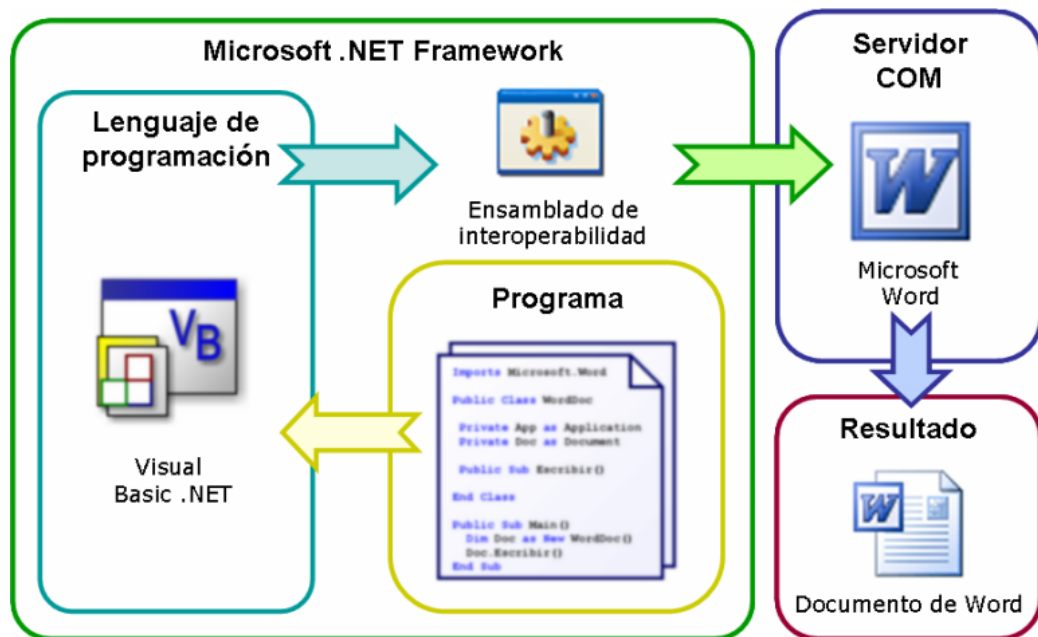 Microsoft .NET Framework
Lenguaje de
programación
VB
Visual
Basic .NET
Ensamblado de
interoperabilidad
Programa
Imports Microsoft.Word
Public Class WordDoc
Private App as Application
Private Doc as Document
Public Sub Escribir()
End Class
Public Sub Main()
Dim Doc as New WordDoc()
Doc.Escribir()
End Sub
Servidor
COM
W
Microsoft
Word
Resultado
W
Documento de Word